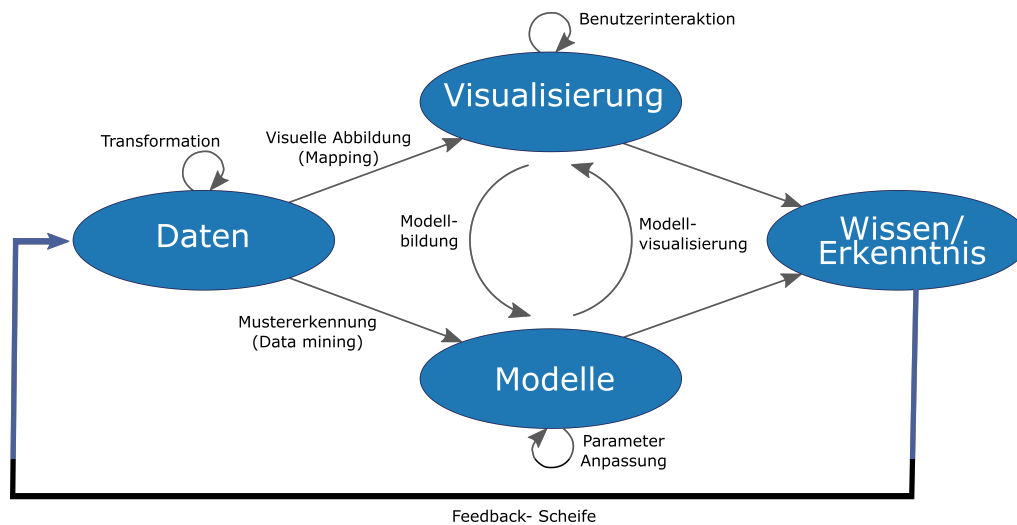 Benutzerinteraktion
Visualisierung
Transformation
Visuelle Abbildung
(Mapping)
Daten
Modell-
bildung
Modell-
visualisierung
Wissen/
Erkenntnis
Mustererkennung
(Data mining)
Modelle
Parameter
Anpassung
Feedback- Scheife